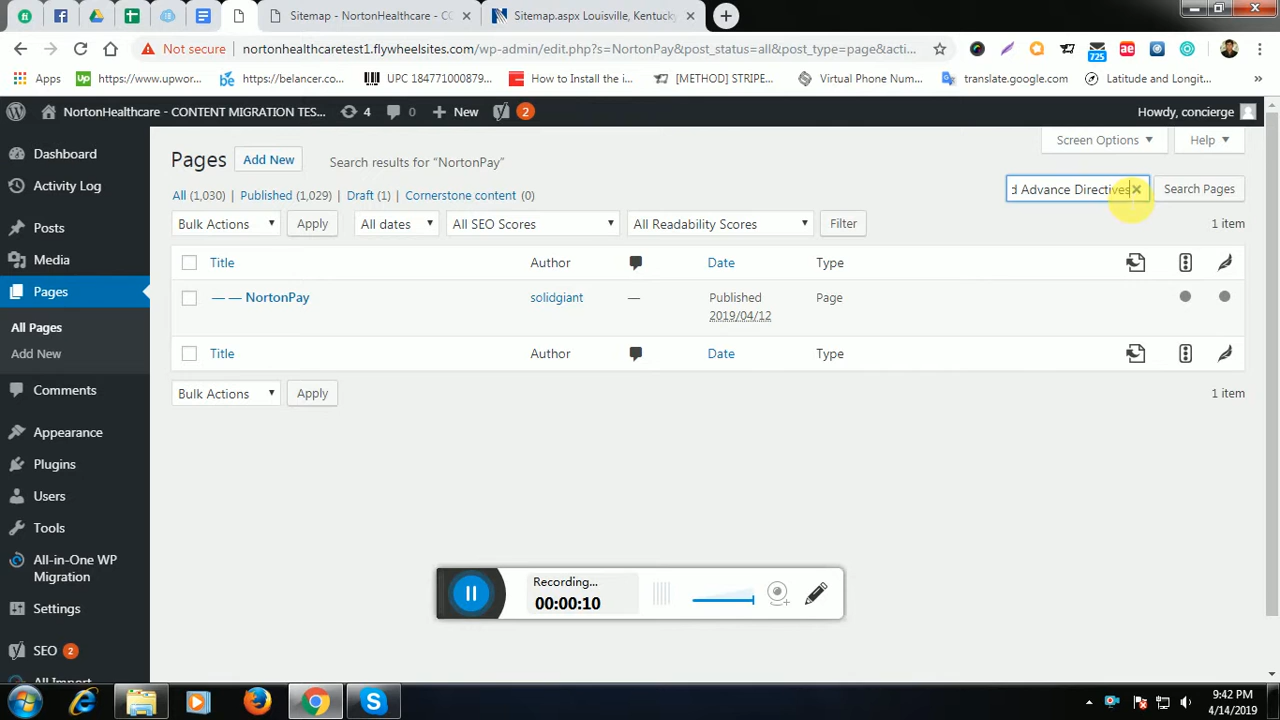 Sitemap - NortonHealthcare - CO
Sitemap.aspx Louisville, Kentucky
Not secure
nortonhealthcaretest1.flywheelsites.com/wp-admin/edit.php?s=NortonPay&post_status=all&post_type=page&acti...
725
ae
Apps
https://www.upwor...
https://belancer.co...
UPC 184771000879...
How to Install the i...
[METHOD] STRIPE...
Virtual Phone Num...
translate.google.com
Latitude and Longit...
»
NortonHealthcare - CONTENT MIGRATION TES...
4
0
New
2
Howdy, concierge
Dashboard
Activity Log
Posts
Media
Pages
All Pages
Add New
Comments
Appearance
Plugins
Users
Tools
All-in-One WP
Migration
Settings
SEO 2
All Import
Screen Options
Help
Pages
Add New
Search results for “NortonPay”
All (1,030) | Published (1,029) | Draft (1) | Cornerstone content (0)
d Advance Directives
Search Pages
Bulk Actions
Apply
All dates
All SEO Scores
All Readability Scores
Filter
1 item
Title
Author
Date
Type
— — NortonPay
solidgiant
—
Published
2019/04/12
Page
Title
Author
Date
Type
Bulk Actions
Apply
1 item
Recording...
00:00:10
9:42 PM
4/14/2019